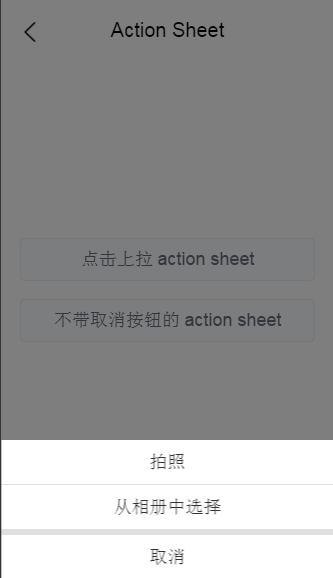 Action Sheet
点击上拉 action sheet
不带取消按钮的 action sheet
拍照
从相册中选择
取消